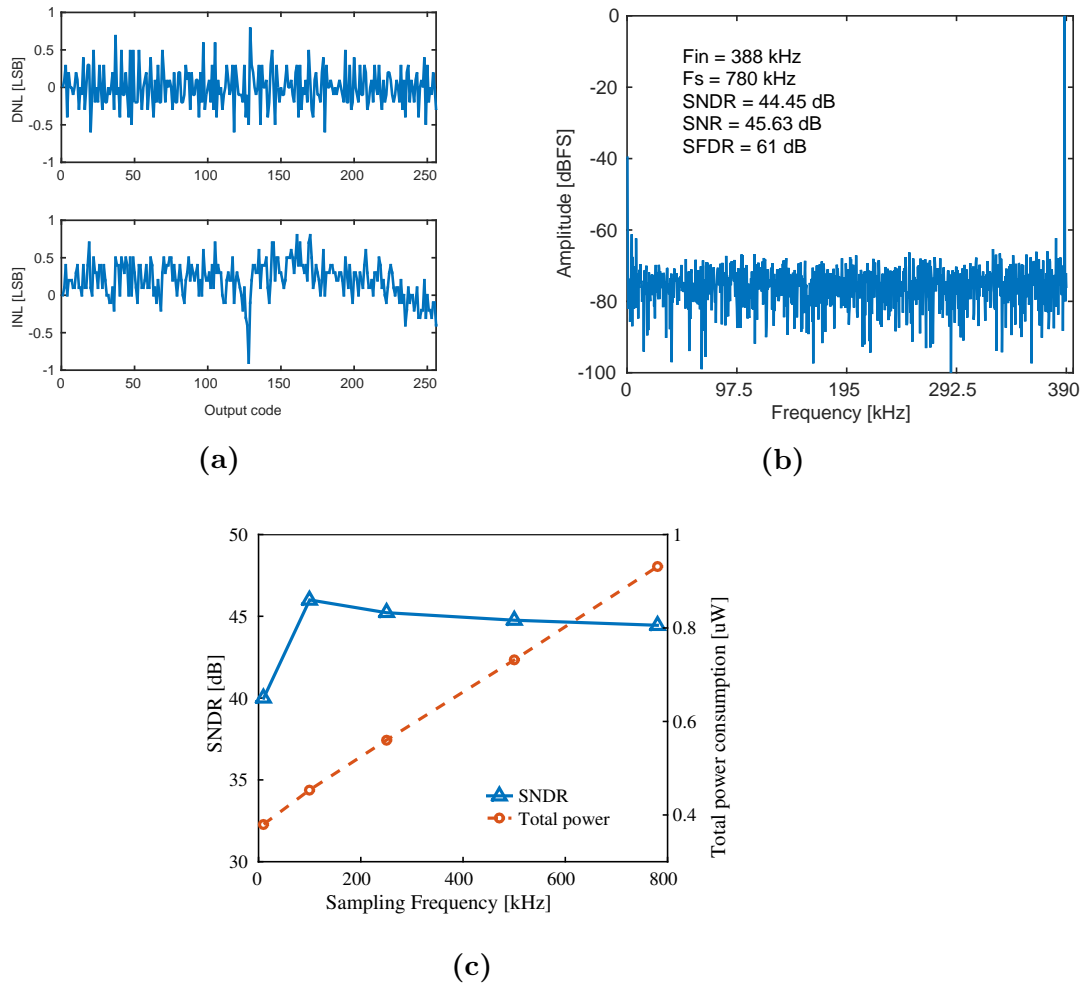 1
0.5
0
-0.5
-1
DNL [LSB]
0 50 100 150 200 250
1
0.5
0
-0.5
-1
INL [LSB]
0 50 100 150 200 250
Output code
(a)
0
-20
-40
-60
-80
-100
Amplitude [dBFS]
Fin = 388 kHz
Fs = 780 kHz
SNDR = 44.45 dB
SNR = 45.63 dB
SFDR = 61 dB
0 97.5 195 292.5 390
Frequency [kHz]
(b)
50
45
40
35
30
SNDR [dB]
1
0.8
0.6
0.4
Total power consumption [uW]
SNDR
Total power
0 200 400 600 800
Sampling Frequency [kHz]
(c)